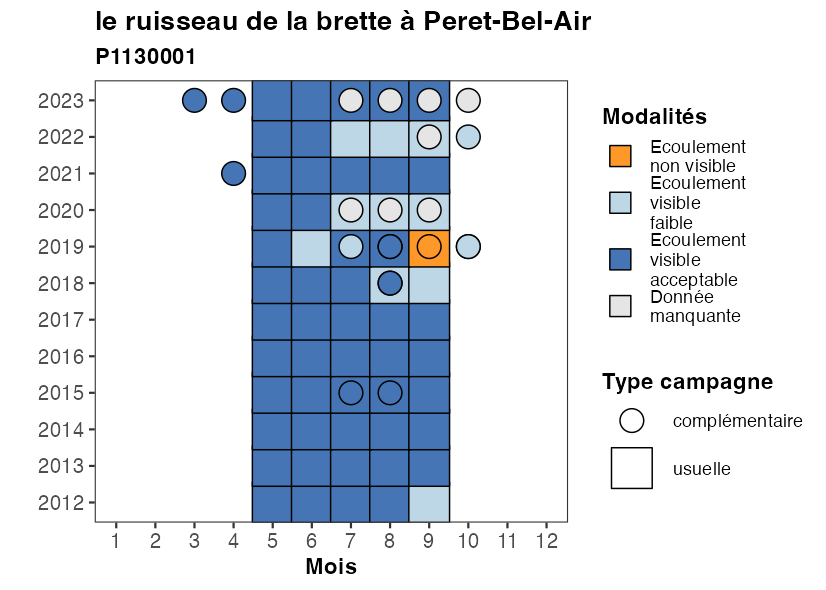 le ruisseau de la brette à Peret-Bel-Air
P1130001
2023
2022
2021
2020
2019
2018
2017
2016
2015
2014
2013
2012
1 2 3 4 5 6 7 8 9 10 11 12
Mois
Modalités
Ecoulement
non visible
Ecoulement
visible
faible
Ecoulement
visible
acceptable
Donnée
manquante
Type campagne
complémentaire
usuelle